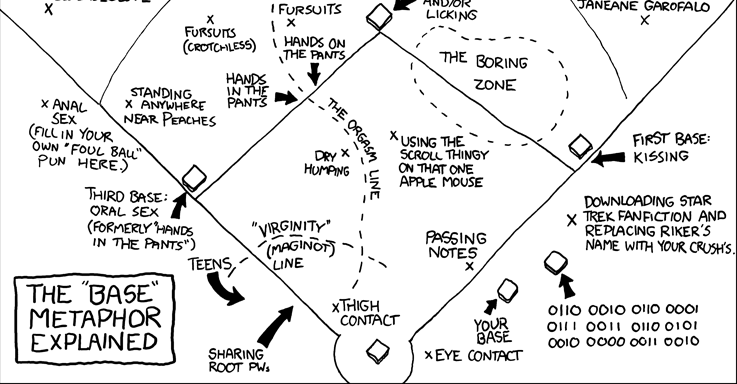 AND/OR
LICKING
JANEANE GAROFALO
FURSUITS
FURSUITS
(CROTCHLESS)
HANDS ON
THE PANTS
THE BORING
ZONE
HANDS
IN THE
PANTS
STANDING
ANYWHERE
NEAR PEACHES
ANAL
SEX
(FILL IN YOUR
OWN "FOUL BALL"
PUN HERE.)
THE ORGASM LINE
DRY
HUMPING
USING THE
SCROLL THINGY
ON THAT ONE
APPLE MOUSE
FIRST BASE:
KISSING
THIRD BASE:
ORAL SEX
(FORMERLY "HANDS
IN THE PANTS")
DOWNLOADING STAR
TREK FANFICTION AND
REPLACING RIKER'S
NAME WITH YOUR CRUSH'S.
"VIRGINITY"
(MAGINOT)
LINE
PASSING
NOTES
TEENS
THE "BASE"
METAPHOR
EXPLAINED
THIGH
CONTACT
0110 0010 0110 0001
0111 0011 0110 0101
0010 0000 0011 0010
YOUR
BASE
SHARING
ROOT PWs
EYE CONTACT